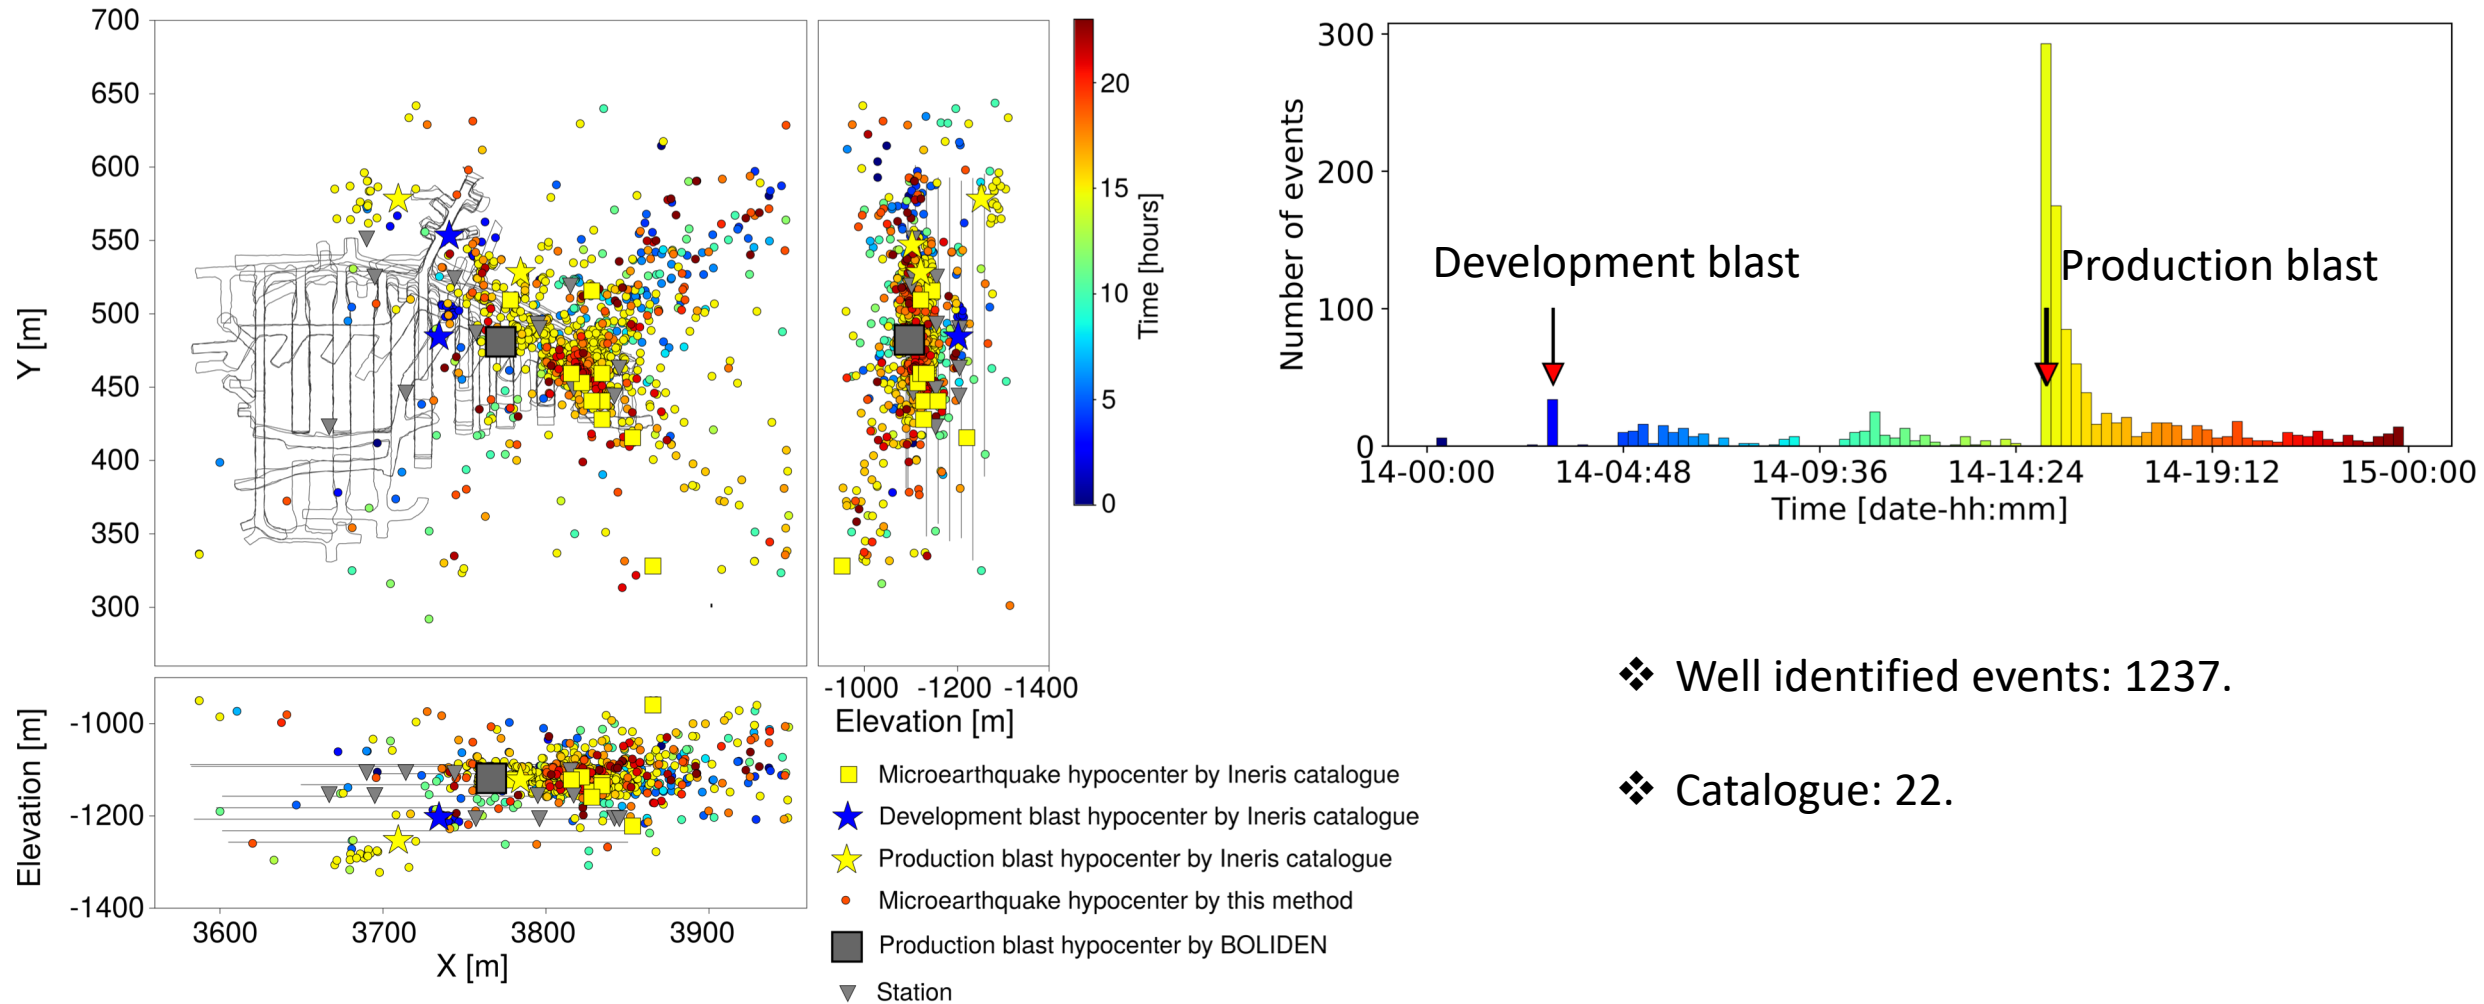 700
650
600
550
500
450
400
350
300
Y [m]
-1000 -1200 -1400
Elevation [m]
20
15
10
5
0
Time [hours]
-1000
-1200
-1400
Elevation [m]
3600 3700 3800 3900
X [m]
Microearthquake hypocenter by Ineris catalogue
Development blast hypocenter by Ineris catalogue
Production blast hypocenter by Ineris catalogue
Microearthquake hypocenter by this method
Production blast hypocenter by BOLIDEN
Station
300
200
100
0
Number of events
Development blast
Production blast
14-00:00 14-04:48 14-09:36 14-14:24 14-19:12 15-00:00
Time [date-hh:mm]
❖ Well identified events: 1237.
❖ Catalogue: 22.